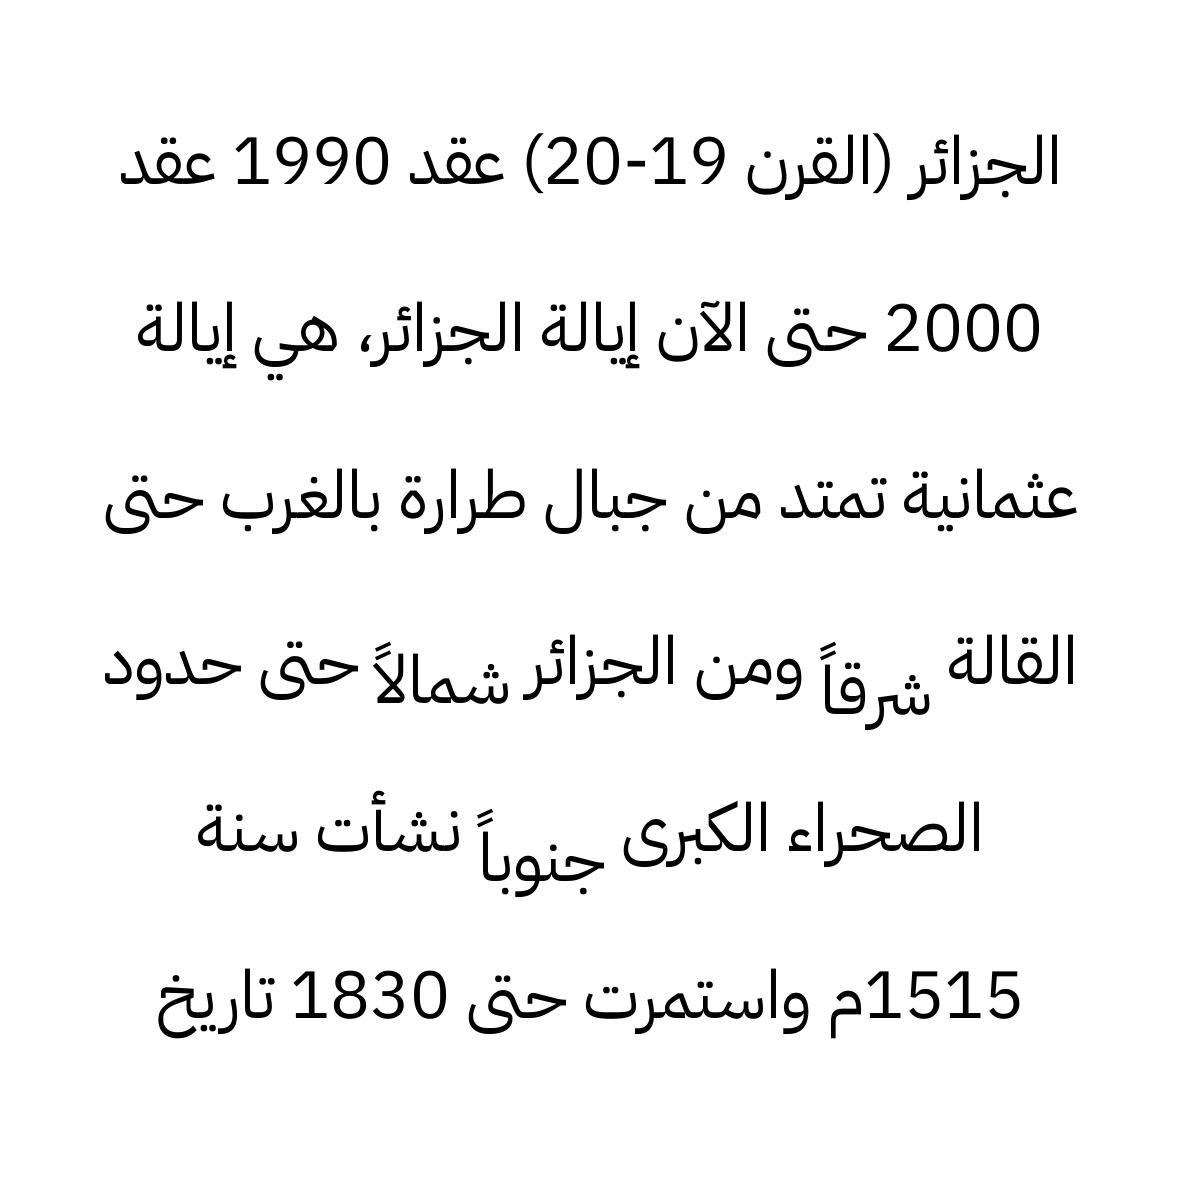 الجزائر (القرن 19-20) عقد 1990 عقد
2000 حتى الآن إيالة الجزائر، هي إيالة
عثمانية تمتد من جبال طرارة بالغرب حتى
القالة شرقاً ومن الجزائر شمالاً حتى حدود
الصحراء الكبرى جنوباً نشأت سنة
1515م واستمرت حتى 1830 تاريخ